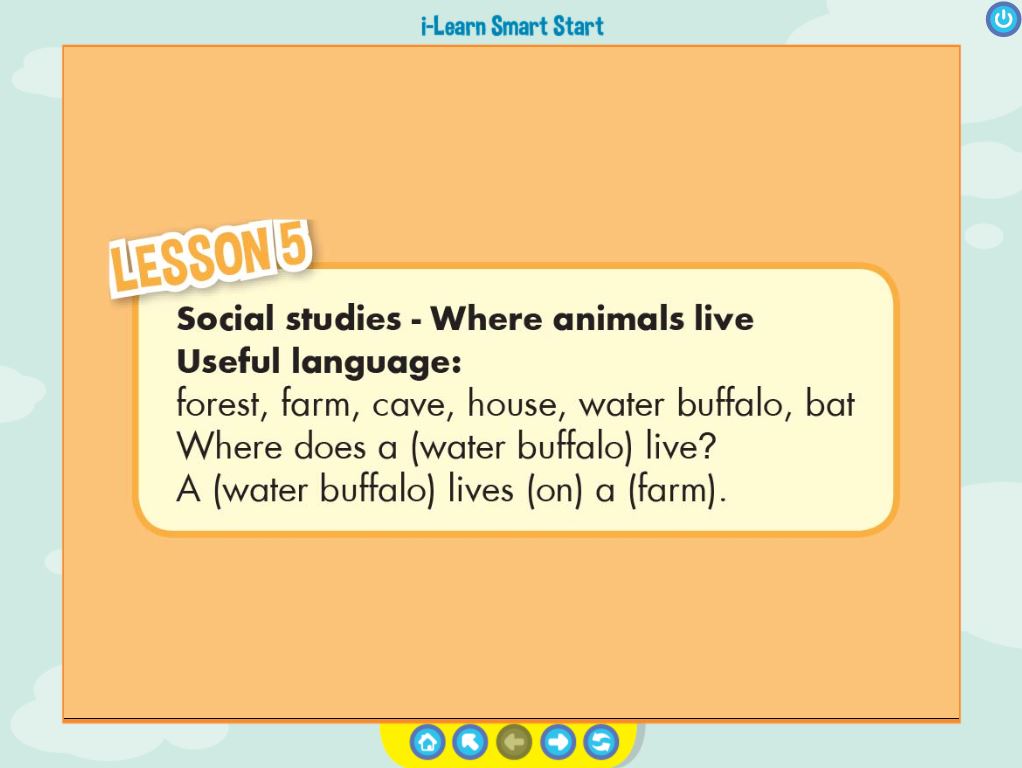 i-Learn Smart Start
LESSON 5
Social studies - Where animals live
Useful language:
forest, farm, cave, house, water buffalo, bat
Where does a (water buffalo) live?
A (water buffalo) lives (on) a (farm).